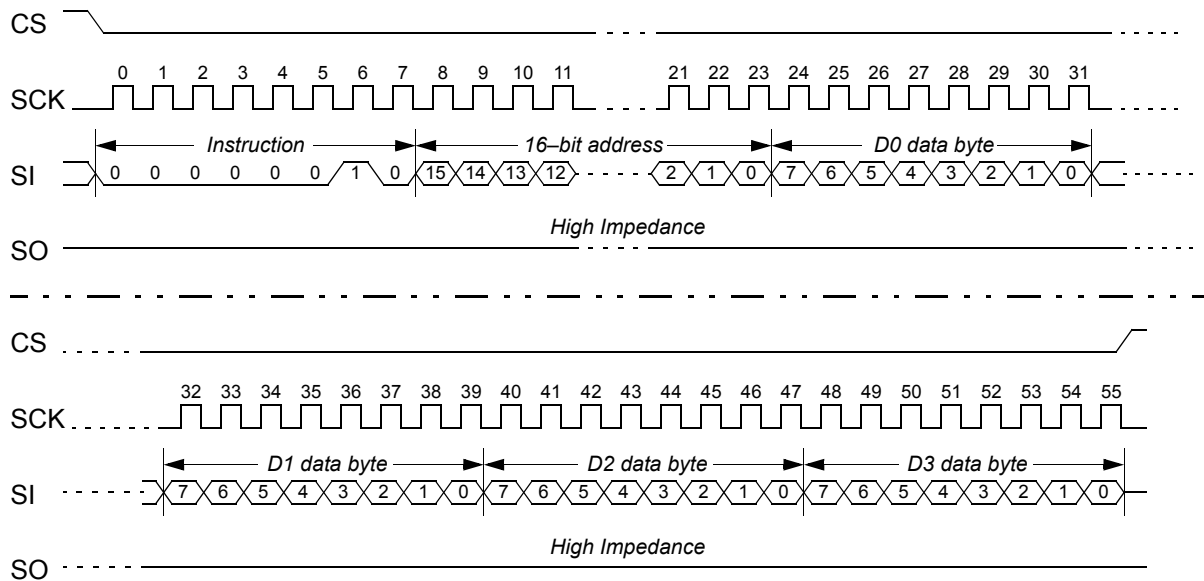 CS
0 1 2 3 4 5 6 7 8 9 10 11 21 22 23 24 25 26 27 28 29 30 31
SCK
Instruction 16–bit address D0 data byte
SI 0 0 0 0 0 0 1 0 15 14 13 12 2 1 0 7 6 5 4 3 2 1 0
High Impedance
SO
CS
32 33 34 35 36 37 38 39 40 41 42 43 44 45 46 47 48 49 50 51 52 53 54 55
SCK
D1 data byte D2 data byte D3 data byte
SI 7 6 5 4 3 2 1 0 7 6 5 4 3 2 1 0 7 6 5 4 3 2 1 0
High Impedance
SO